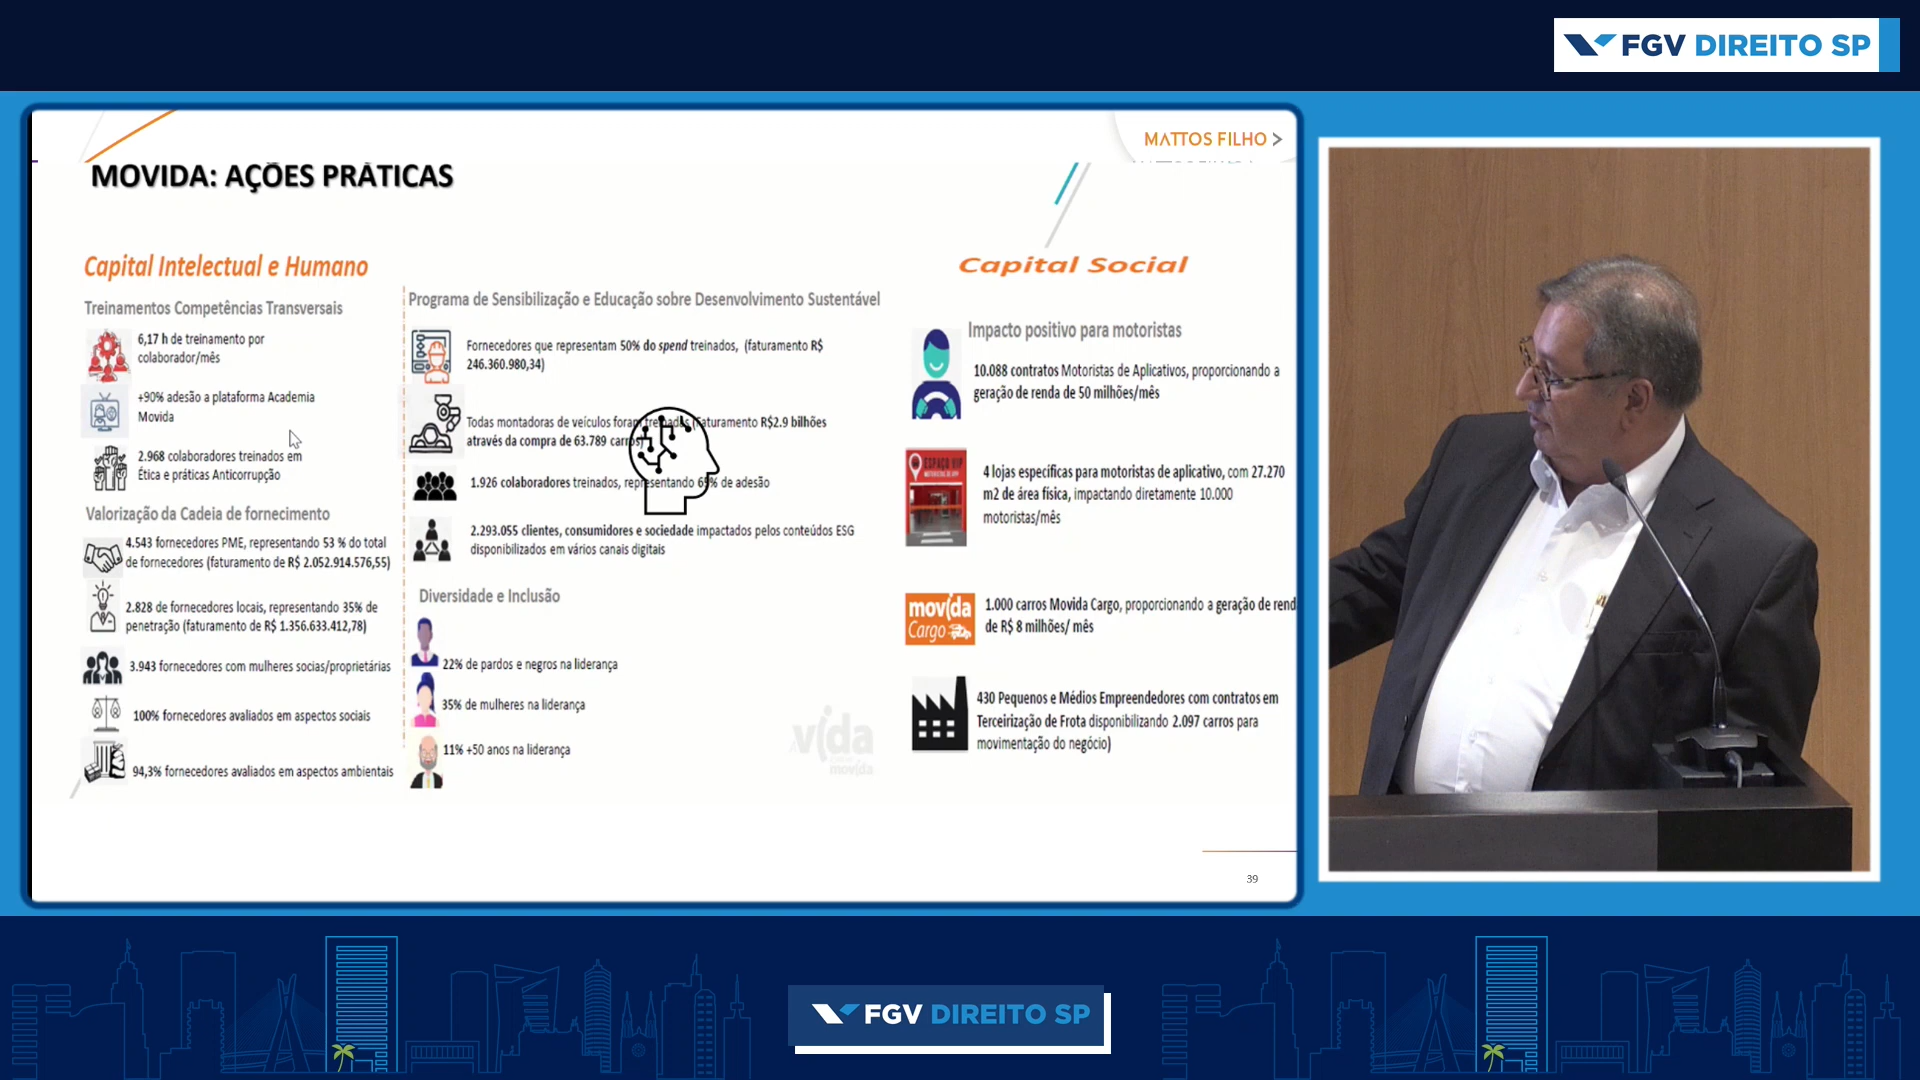 FGV DIREITO SP
MATTOS FILHO >
MOVIDA: AÇÕES PRÁTICAS
Capital Intelectual e Humano
Treinamentos Competências Transversais
6,17 h de treinamento por
colaborador/mês
+90% adesão a plataforma Academia
Movida
2.968 colaboradores treinados em
Ética e práticas Anticorrupção
Valorização da Cadeia de fornecimento
4.543 fornecedores PME, representando 53 % do total
de fornecedores (faturamento de R$ 2.052.914.576,55)
2.828 de fornecedores locais, representando 35% de
penetração (faturamento de R$ 1.356.633.412,78)
3.943 fornecedores com mulheres socias/proprietárias
100% fornecedores avaliados em aspectos sociais
94,3% fornecedores avaliados em aspectos ambientais
Programa de Sensibilização e Educação sobre Desenvolvimento Sustentável
Fornecedores que representam 50% do spend treinados, (faturamento R$
246.360.980,34)
Todas montadoras de veículos foram treinadas (faturamento R$2.9 bilhões
através da compra de 63.789 carros)
1.926 colaboradores treinados, representando 65% de adesão
2.293.055 clientes, consumidores e sociedade impactados pelos conteúdos ESG
disponibilizados em vários canais digitais
Diversidade e Inclusão
22% de pardos e negros na liderança
35% de mulheres na liderança
11% +50 anos na liderança
vida
movida
Capital Social
Impacto positivo para motoristas
10.088 contratos Motoristas de Aplicativos, proporcionando a
geração de renda de 50 milhões/mês
ESPAÇO VIP
4 lojas específicas para motoristas de aplicativo, com 27.270
m2 de área física, impactando diretamente 10.000
motoristas/mês
movida
Cargo
1.000 carros Movida Cargo, proporcionando a geração de rend
de R$ 8 milhões/ mês
430 Pequenos e Médios Empreendedores com contratos em
Terceirização de Frota disponibilizando 2.097 carros para
movimentação do negócio)
39
FGV DIREITO SP